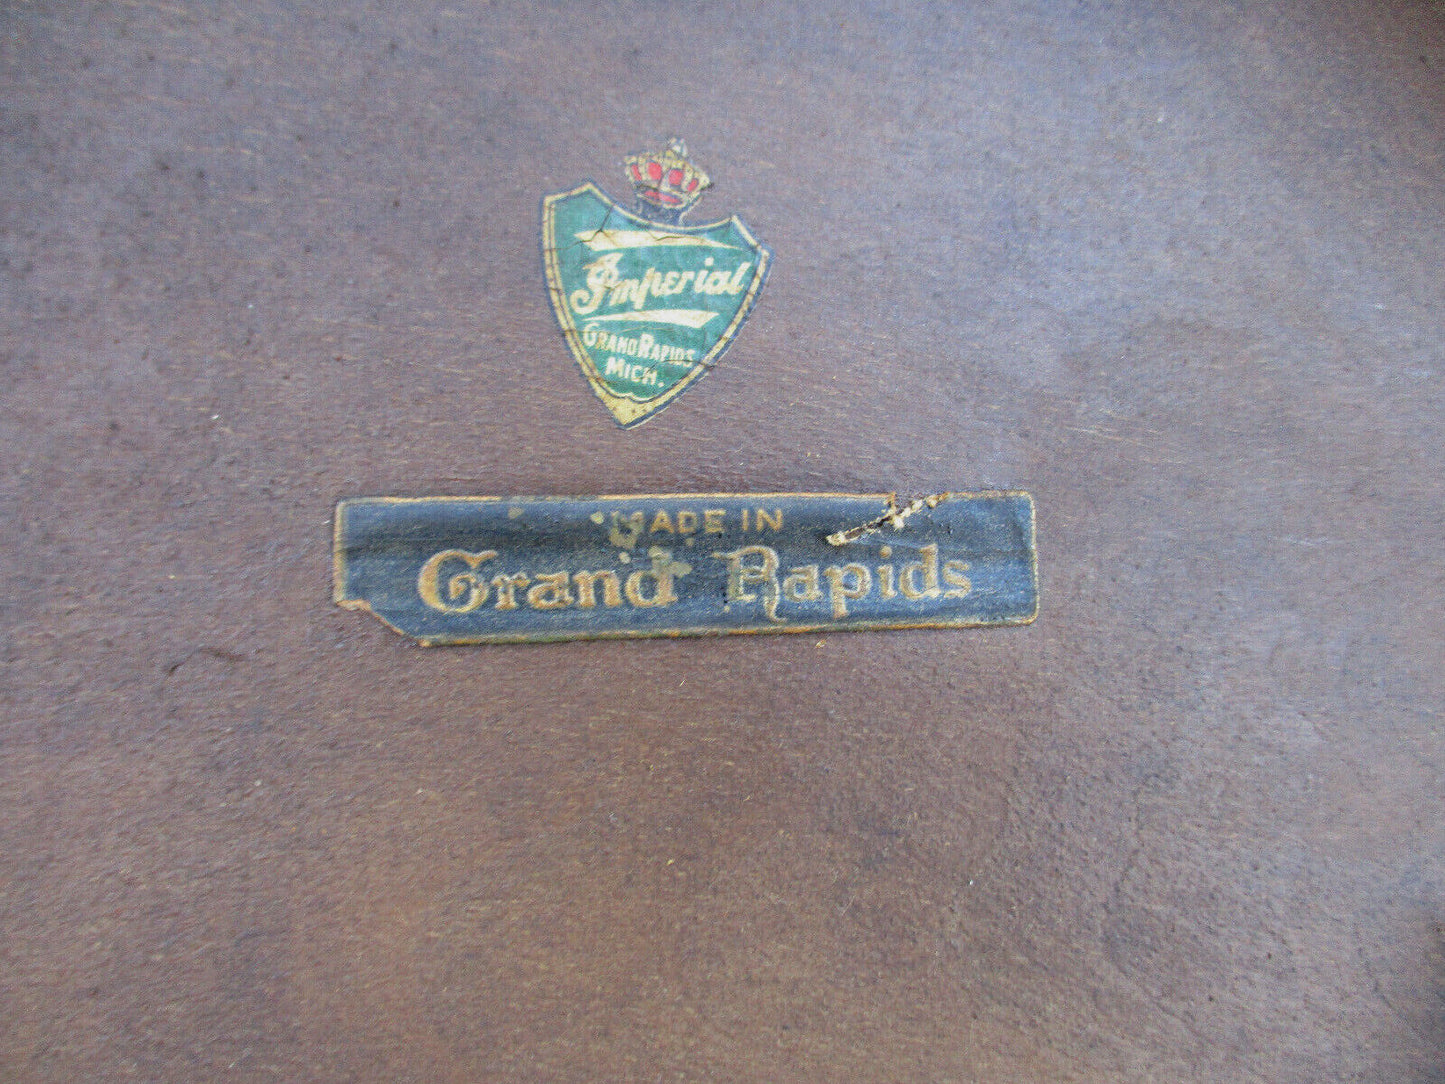 Imperial
GRAND RAPIDS
MICH.
MADE IN
Grand Rapids